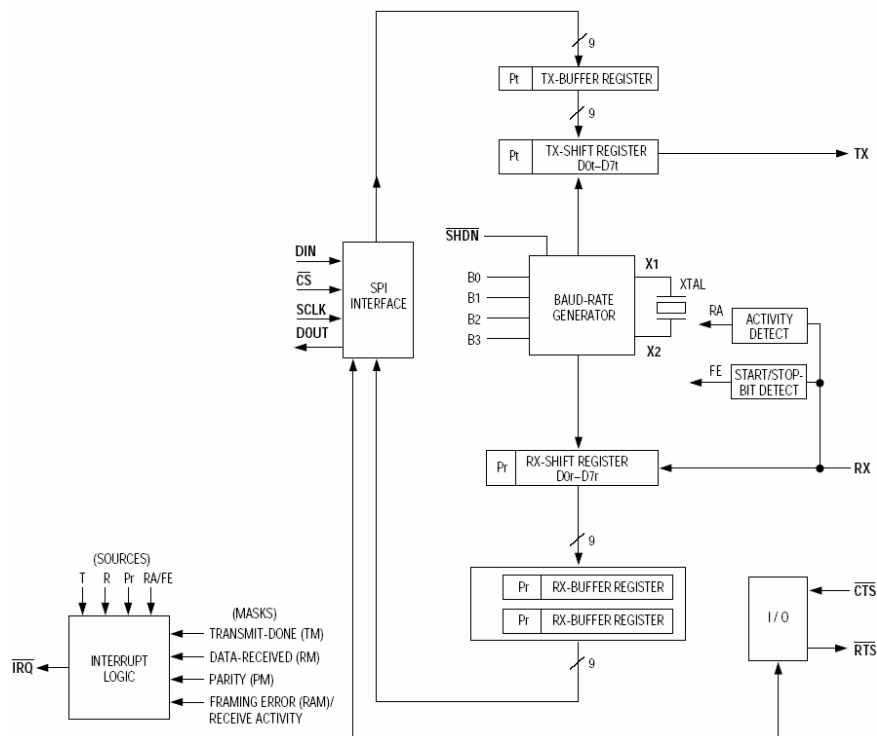 9
Pt TX-BUFFER REGISTER
9
Pt TX-SHIFT REGISTER
D0t–D7t
TX
SHDN
DIN
CS
SCLK
DOUT
SPI
INTERFACE
B0
B1
B2
B3
BAUD-RATE
GENERATOR
X1
XTAL
X2
RA
ACTIVITY
DETECT
FE
START/STOP-
BIT DETECT
Pr RX-SHIFT REGISTER
D0r–D7r
RX
9
Pr RX-BUFFER REGISTER
Pr RX-BUFFER REGISTER
9
(SOURCES)
T R Pr RA/FE
(MASKS)
TRANSMIT-DONE (TM)
DATA-RECEIVED (RM)
PARITY (PM)
FRAMING ERROR (RAM)/
RECEIVE ACTIVITY
IRQ
INTERRUPT
LOGIC
I/O
CTS
RTS